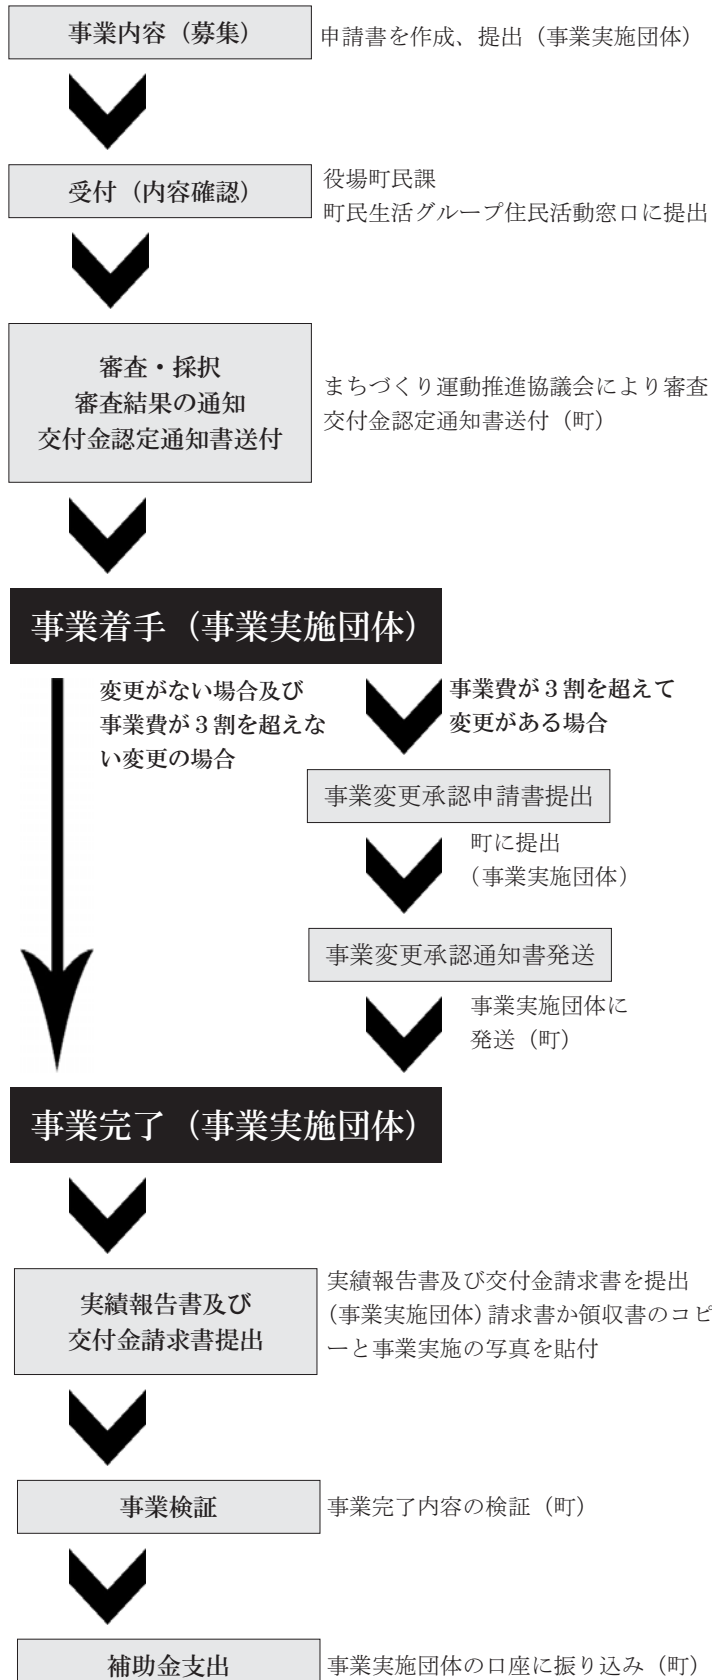 事業内容（募集）
申請書を作成、提出（事業実施団体）
受付（内容確認）
役場町民課
町民生活グループ住民活動窓口に提出
審査・採択
審査結果の通知
交付金認定通知書送付
まちづくり運動推進協議会により審査
交付金認定通知書送付（町）
事業着手（事業実施団体）
変更がない場合及び
事業費が３割を超えな
い変更の場合
事業費が３割を超えて
変更がある場合
事業変更承認申請書提出
町に提出
（事業実施団体）
事業変更承認通知書発送
事業実施団体に
発送（町）
事業完了（事業実施団体）
実績報告書及び
交付金請求書提出
実績報告書及び交付金請求書を提出
（事業実施団体）請求書か領収書のコピ
ーと事業実施の写真を貼付
事業検証
事業完了内容の検証（町）
補助金支出
事業実施団体の口座に振り込み（町）